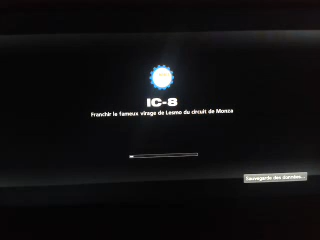 IC-8
Franchir le fameux virage de Lesmo du circuit de Monza
Sauvegarde des données...